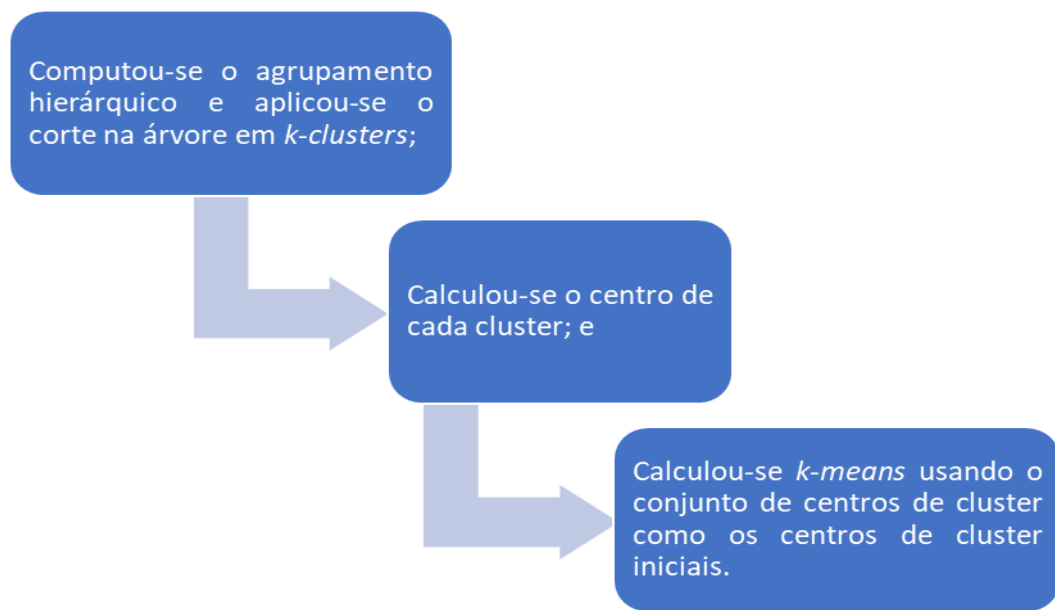 Computou-se o agrupamento
hierárquico e aplicou-se o
corte na árvore em k-clusters;
Calculou-se o centro de
cada cluster; e
Calculou-se k-means usando o
conjunto de centros de cluster
como os centros de cluster
iniciais.